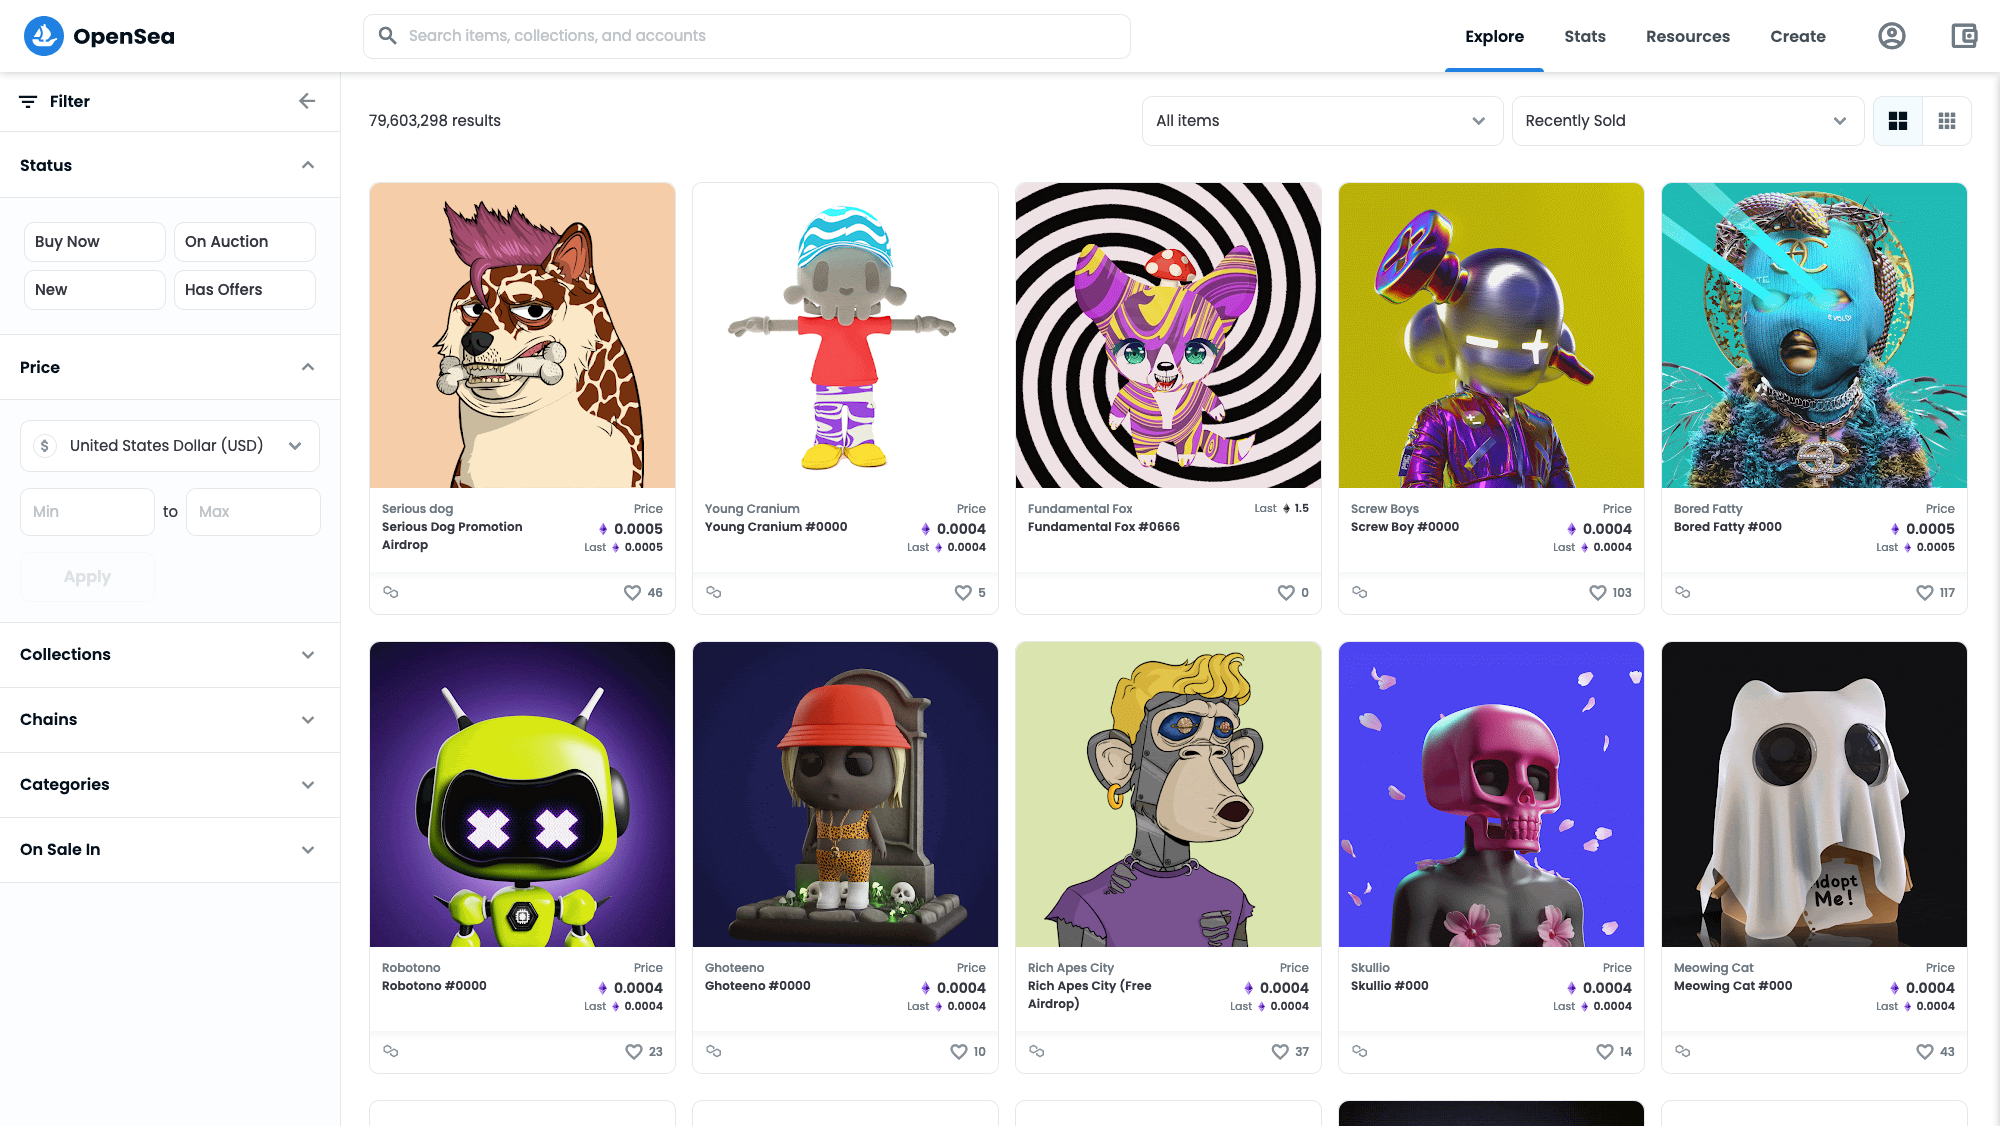 OpenSea
Search items, collections, and accounts
Explore
Stats
Resources
Create
Filter
79,603,298 results
All items
Recently Sold
Status
Buy Now
On Auction
New
Has Offers
Price
$ United States Dollar (USD)
Min to Max
Apply
Collections
Chains
Categories
On Sale In
Serious dog
Serious Dog Promotion
Airdrop
Price
0.0005
Last 0.0005
46
Young Cranium
Young Cranium #0000
Price
0.0004
Last 0.0004
5
Fundamental Fox
Fundamental Fox #0666
Last 1.5
0
Screw Boys
Screw Boy #0000
Price
0.0004
Last 0.0004
103
Bored Fatty
Bored Fatty #000
Price
0.0005
Last 0.0005
117
Robotono
Robotono #0000
Price
0.0004
Last 0.0004
23
Ghoteeno
Ghoteeno #0000
Price
0.0004
Last 0.0004
10
Rich Apes City
Rich Apes City (Free
Airdrop)
Price
0.0004
Last 0.0004
37
Skullio
Skullio #000
Price
0.0004
Last 0.0004
14
Adopt
Me!
Meowing Cat
Meowing Cat #000
Price
0.0004
Last 0.0004
43